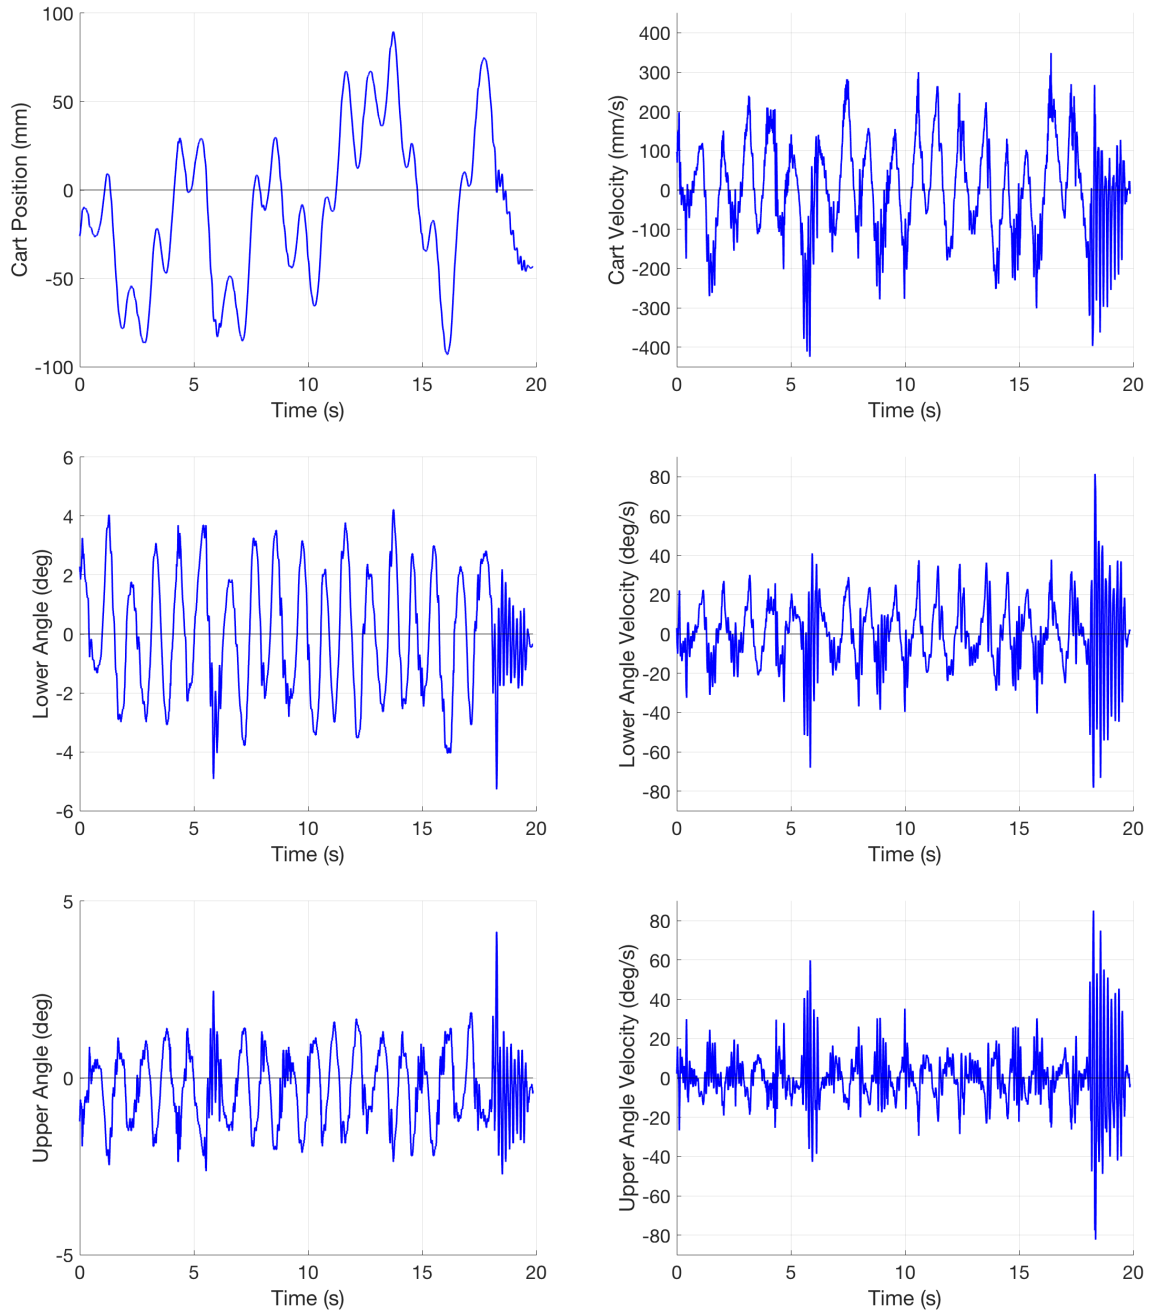 Cart Position (mm)
100
50
0
-50
-100
0 5 10 15 20
Time (s)
Cart Velocity (mm/s)
400
300
200
100
0
-100
-200
-300
-400
0 5 10 15 20
Time (s)
Lower Angle (deg)
6
4
2
0
-2
-4
-6
0 5 10 15 20
Time (s)
Lower Angle Velocity (deg/s)
80
60
40
20
0
-20
-40
-60
-80
0 5 10 15 20
Time (s)
Upper Angle (deg)
5
0
-5
0 5 10 15 20
Time (s)
Upper Angle Velocity (deg/s)
80
60
40
20
0
-20
-40
-60
-80
0 5 10 15 20
Time (s)